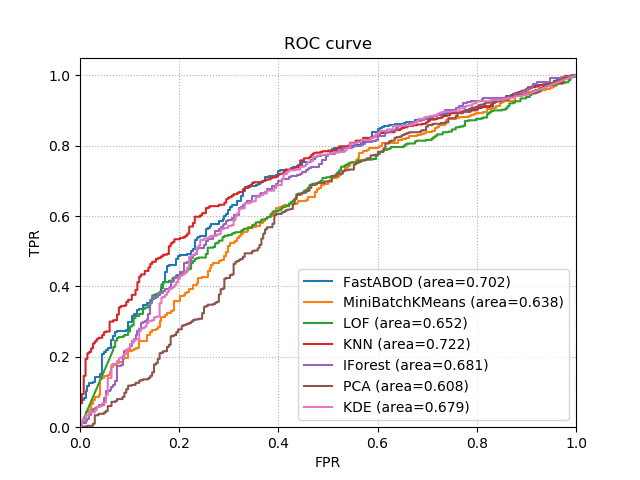 ROC curve
TPR
1.0
0.8
0.6
0.4
0.2
0.0
FastABOD (area=0.702)
MiniBatchKMeans (area=0.638)
LOF (area=0.652)
KNN (area=0.722)
IForest (area=0.681)
PCA (area=0.608)
KDE (area=0.679)
0.0 0.2 0.4 0.6 0.8 1.0
FPR